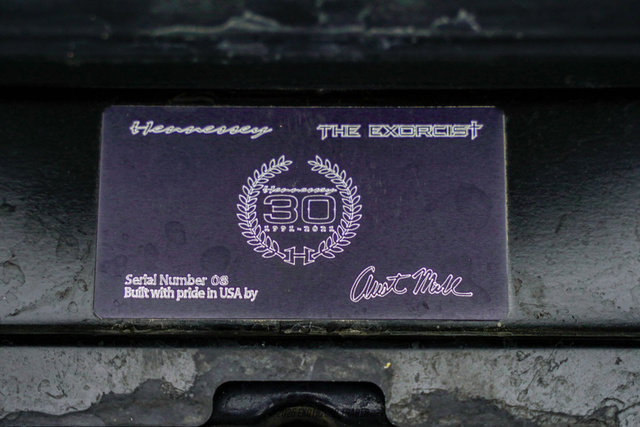 Hennessey THE EXORCIST
Hennessey
30
1991-2021
H
Serial Number 08
Built with pride in USA by